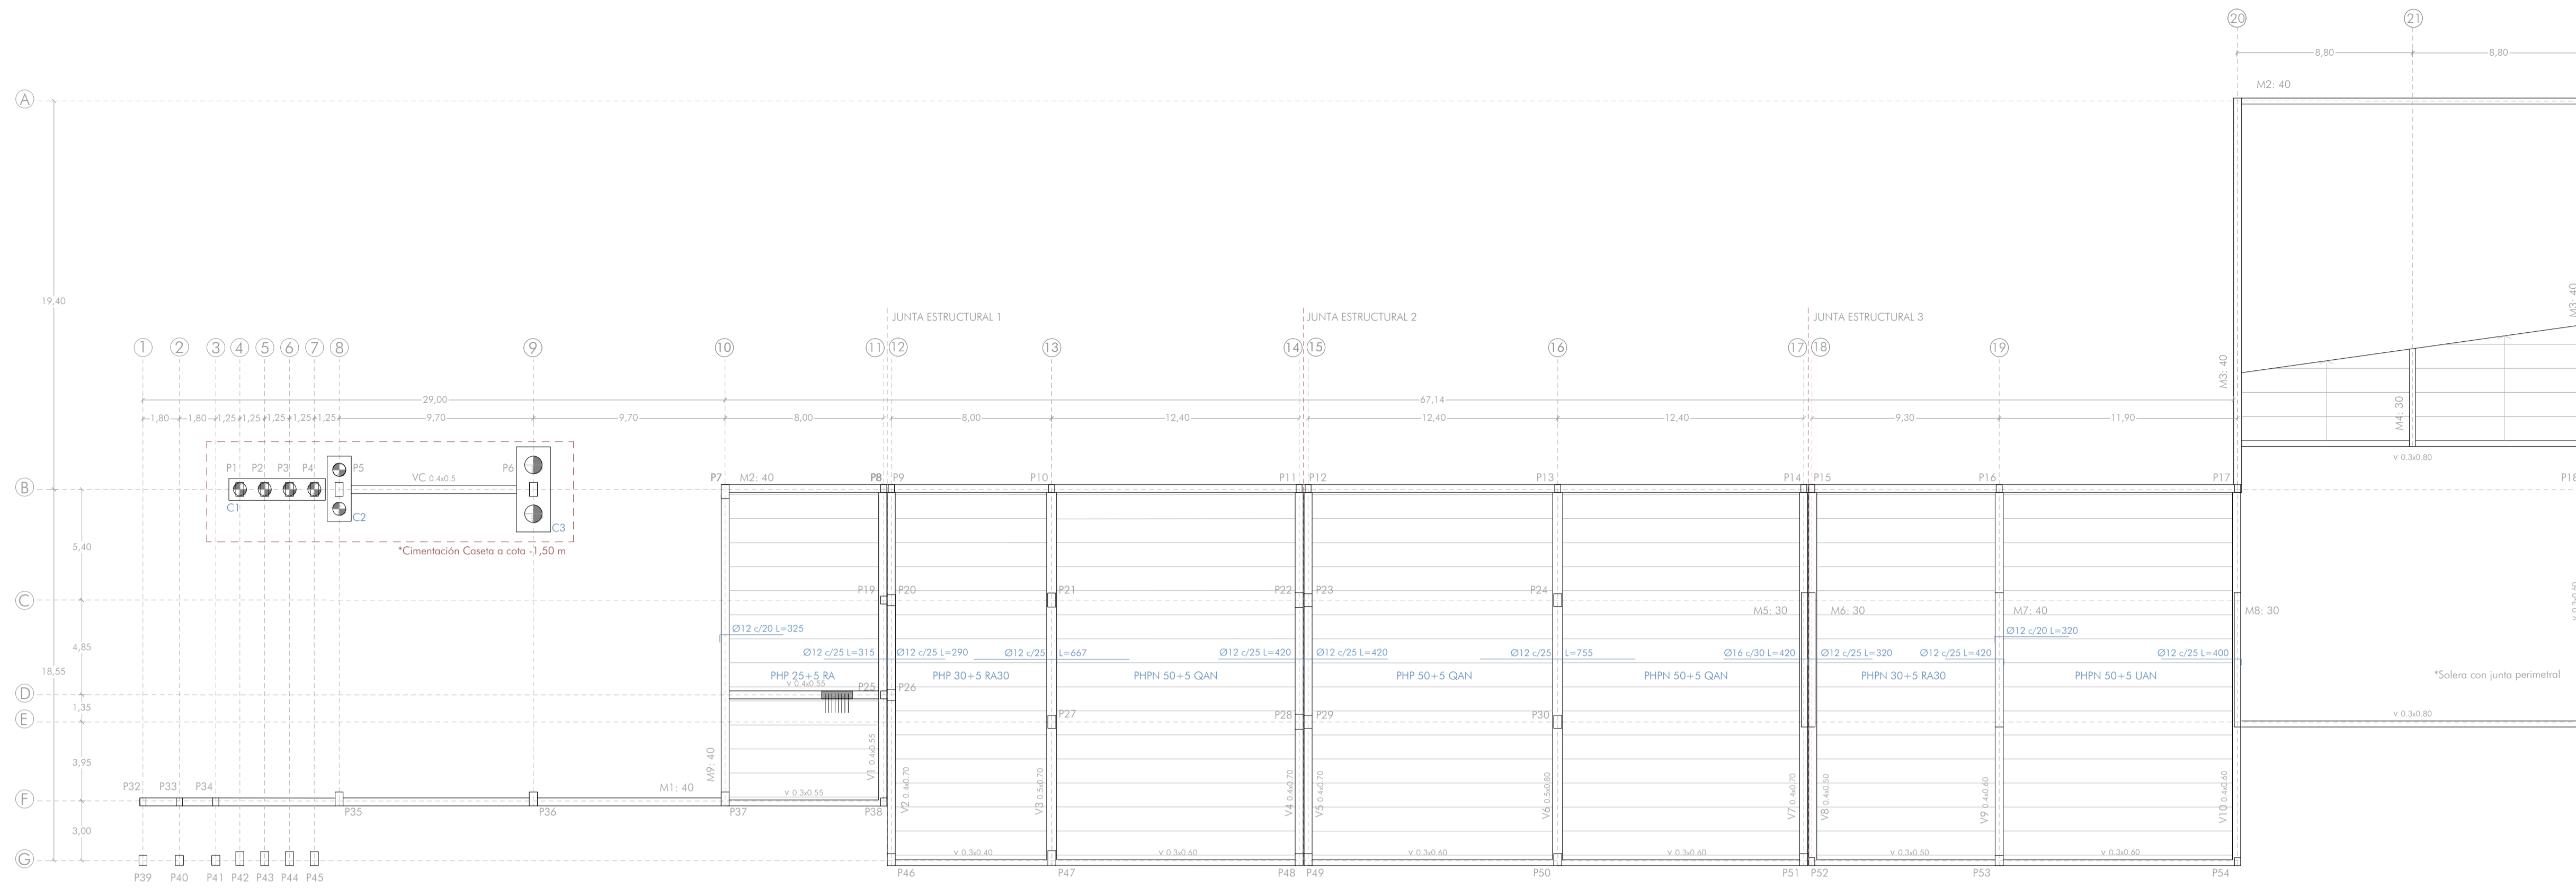 20 21
8,80 8,80
M2: 40
A
19,40
M3: 40
JUNTA ESTRUCTURAL 1 JUNTA ESTRUCTURAL 2 JUNTA ESTRUCTURAL 3
1 2 3 4 5 6 7 8 9 10 11 12 13 14 15 16 17 18 19
M3: 40
M4: 30
29,00 67,14
1,80 1,80 1,25 1,25 1,25 1,25 1,25 9,70 9,70 8,00 8,00 12,40 12,40 12,40 9,30 11,90
v 0.3x0.80
P1 P2 P3 P4 P5 P6
VC 0.4x0.5
P7 M2: 40 P8 P9 P10 P11 P12 P13 P14 P15 P16 P17 P18
B
C1 C2 C3
*Cimentación Caseta a cota -1,50 m
5,40
P19 P20 P21 P22 P23 P24
v 0.3x0.60
C
M5: 30 M6: 30 M7: 40 M8: 30
Ø12 c/20 L=325
Ø12 c/20 L=320
4,85
Ø12 c/25 L=315 Ø12 c/25 L=290 Ø12 c/25 L=667 Ø12 c/25 L=420 Ø12 c/25 L=420 Ø12 c/25 L=755 Ø16 c/30 L=420 Ø12 c/25 L=320 Ø12 c/25 L=420 Ø12 c/25 L=400
18,55
PHP 25+5 RA PHP 30+5 RA30 PHPN 50+5 QAN PHP 50+5 QAN PHPN 50+5 QAN PHPN 30+5 RA30 PHPN 50+5 UAN
*Solera con junta perimetral
v 0.4x0.55
P25 P26
D
1,35
P27 P28 P29 P30
v 0.3x0.80
E
3,95
M9: 40
V1 0.4x0.55
V2 0.4x0.70
V3 0.5x0.70
V4 0.4x0.70
V5 0.4x0.70
V6 0.5x0.80
V7 0.4x0.70
V8 0.4x0.50
V9 0.4x0.60
V10 0.4x0.60
P32 P33 P34 M1: 40
v 0.3x0.55
F
P35 P36 P37 P38
3,00
v 0.3x0.40 v 0.3x0.60 v 0.3x0.60 v 0.3x0.60 v 0.3x0.50 v 0.3x0.60
G
P39 P40 P41 P42 P43 P44 P45 P46 P47 P48 P49 P50 P51 P52 P53 P54